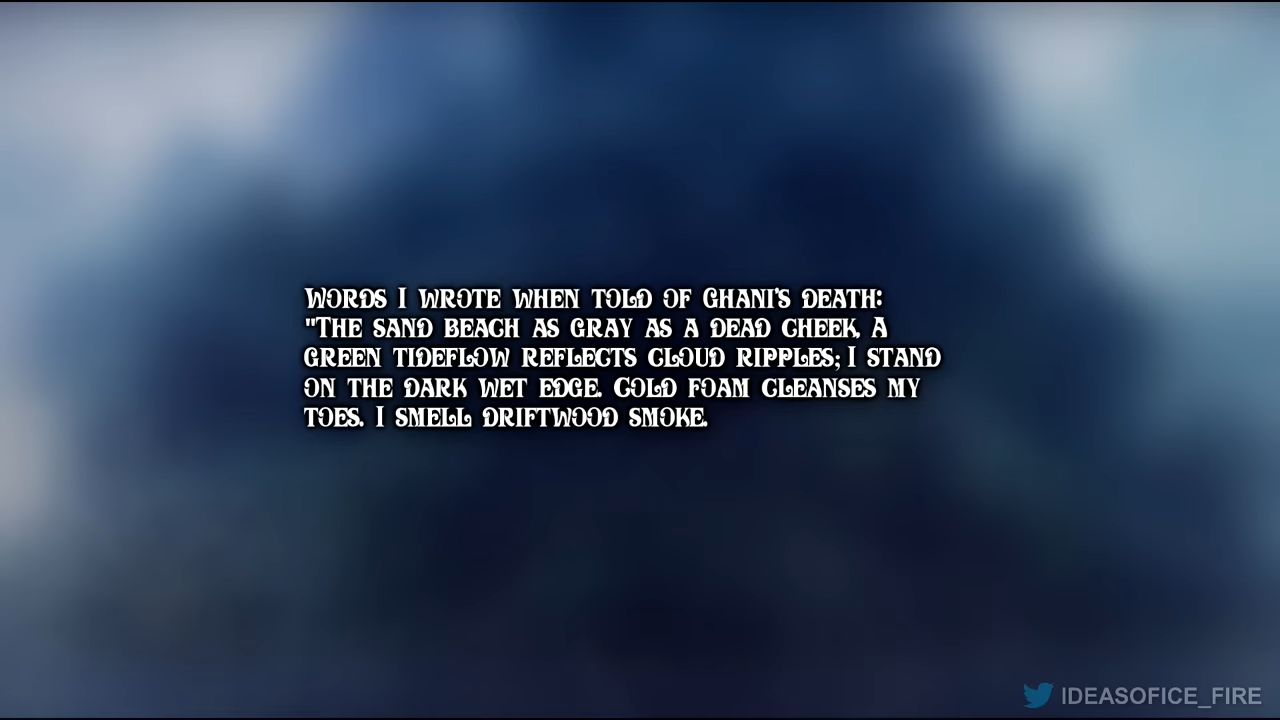 Words I wrote when told of Ghani's death:
"The sand beach as gray as a dead cheek, A
green tideflow reflects cloud ripples; I stand
on the dark wet edge. Cold foam cleanses my
toes. I smell driftwood smoke.
IDEASOFICE_FIRE